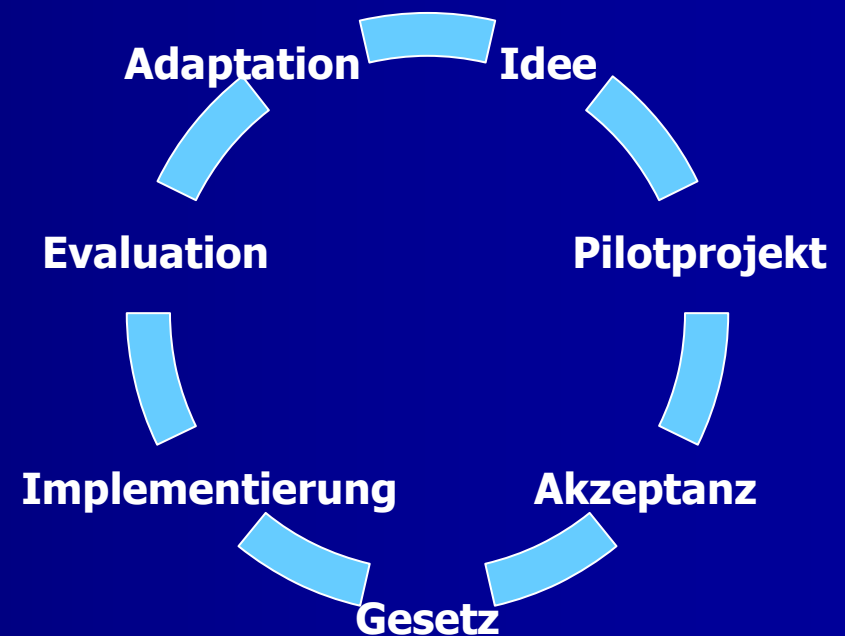 Adaptation
Idee
Evaluation
Pilotprojekt
Implementierung
Akzeptanz
Gesetz